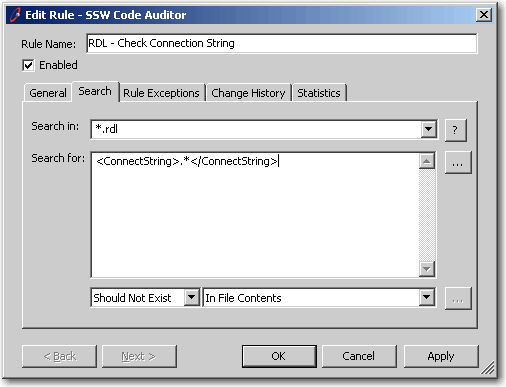 Edit Rule - SSW Code Auditor
Rule Name: RDL - Check Connection String
Enabled
General Search Rule Exceptions Change History Statistics
Search in: *.rdl ?
Search for: <ConnectString>.*</ConnectString> ...
Should Not Exist In File Contents ...
< Back Next > OK Cancel Apply